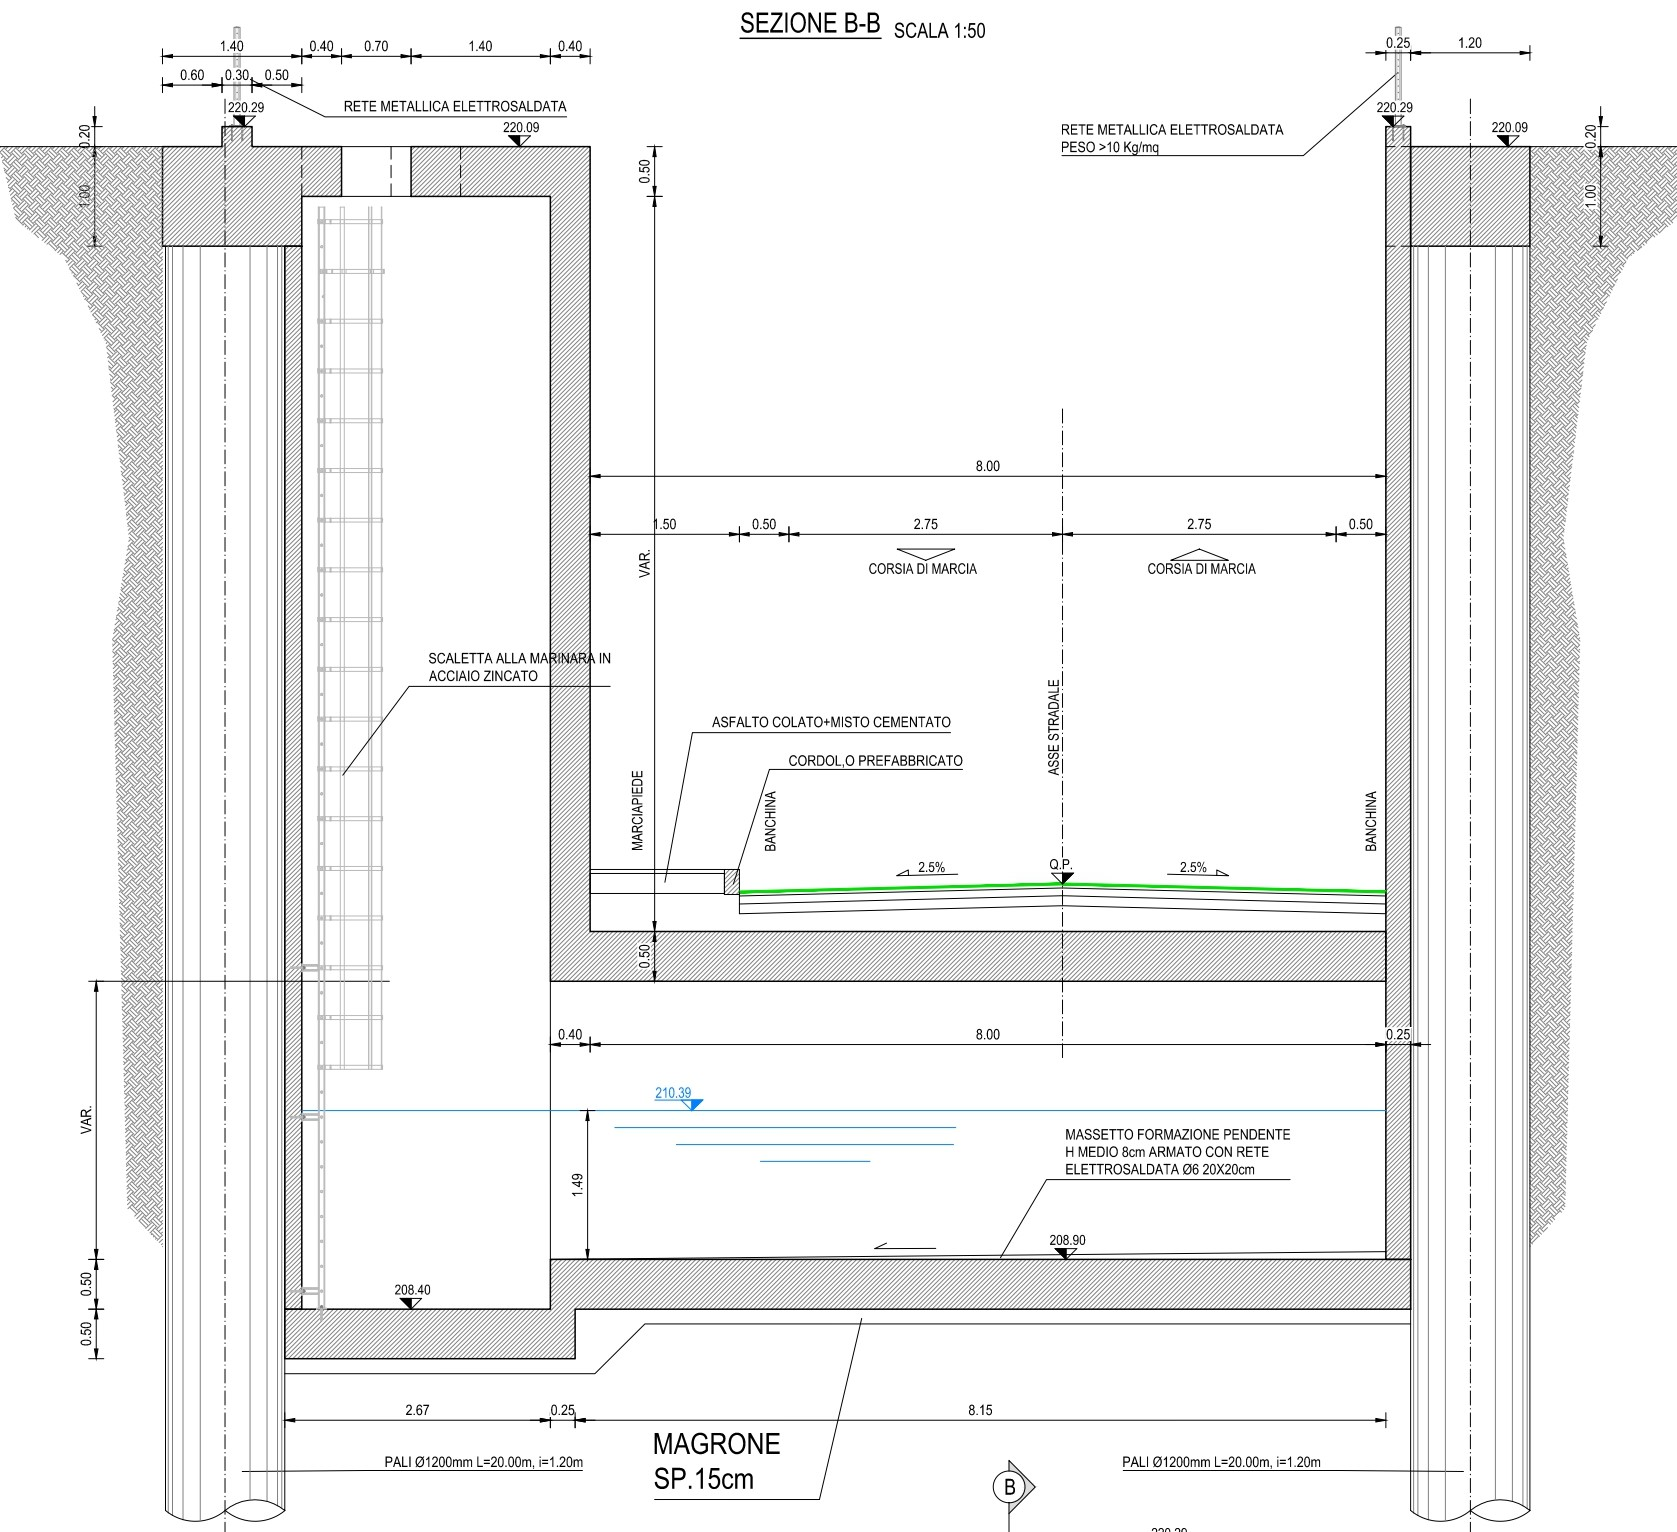 SEZIONE B-B SCALA 1:50
1.40 0.40 0.70 1.40 0.40
0.25 1.20
0.60 0.30 0.50
RETE METALLICA ELETTROSALDATA
220.29
220.09
RETE METALLICA ELETTROSALDATA
PESO >10 Kg/mq
220.29
220.09
0.20
1.00
0.50
0.20
1.00
8.00
1.50 0.50 2.75 2.75 0.50
VAR.
CORSIA DI MARCIA
CORSIA DI MARCIA
SCALETTA ALLA MARINARA IN
ACCIAIO ZINCATO
ASFALTO COLATO+MISTO CEMENTATO
CORDOL,O PREFABBRICATO
ASSE STRADALE
MARCIAPIEDE
BANCHINA
BANCHINA
2.5%
Q.P.
2.5%
0.50
0.40 8.00 0.25
210.39
VAR.
1.49
MASSETTO FORMAZIONE PENDENTE
H MEDIO 8cm ARMATO CON RETE
ELETTROSALDATA Ø6 20X20cm
208.90
208.40
0.50
0.50
2.67 0.25 8.15
MAGRONE
SP.15cm
PALI Ø1200mm L=20.00m, i=1.20m
PALI Ø1200mm L=20.00m, i=1.20m
B